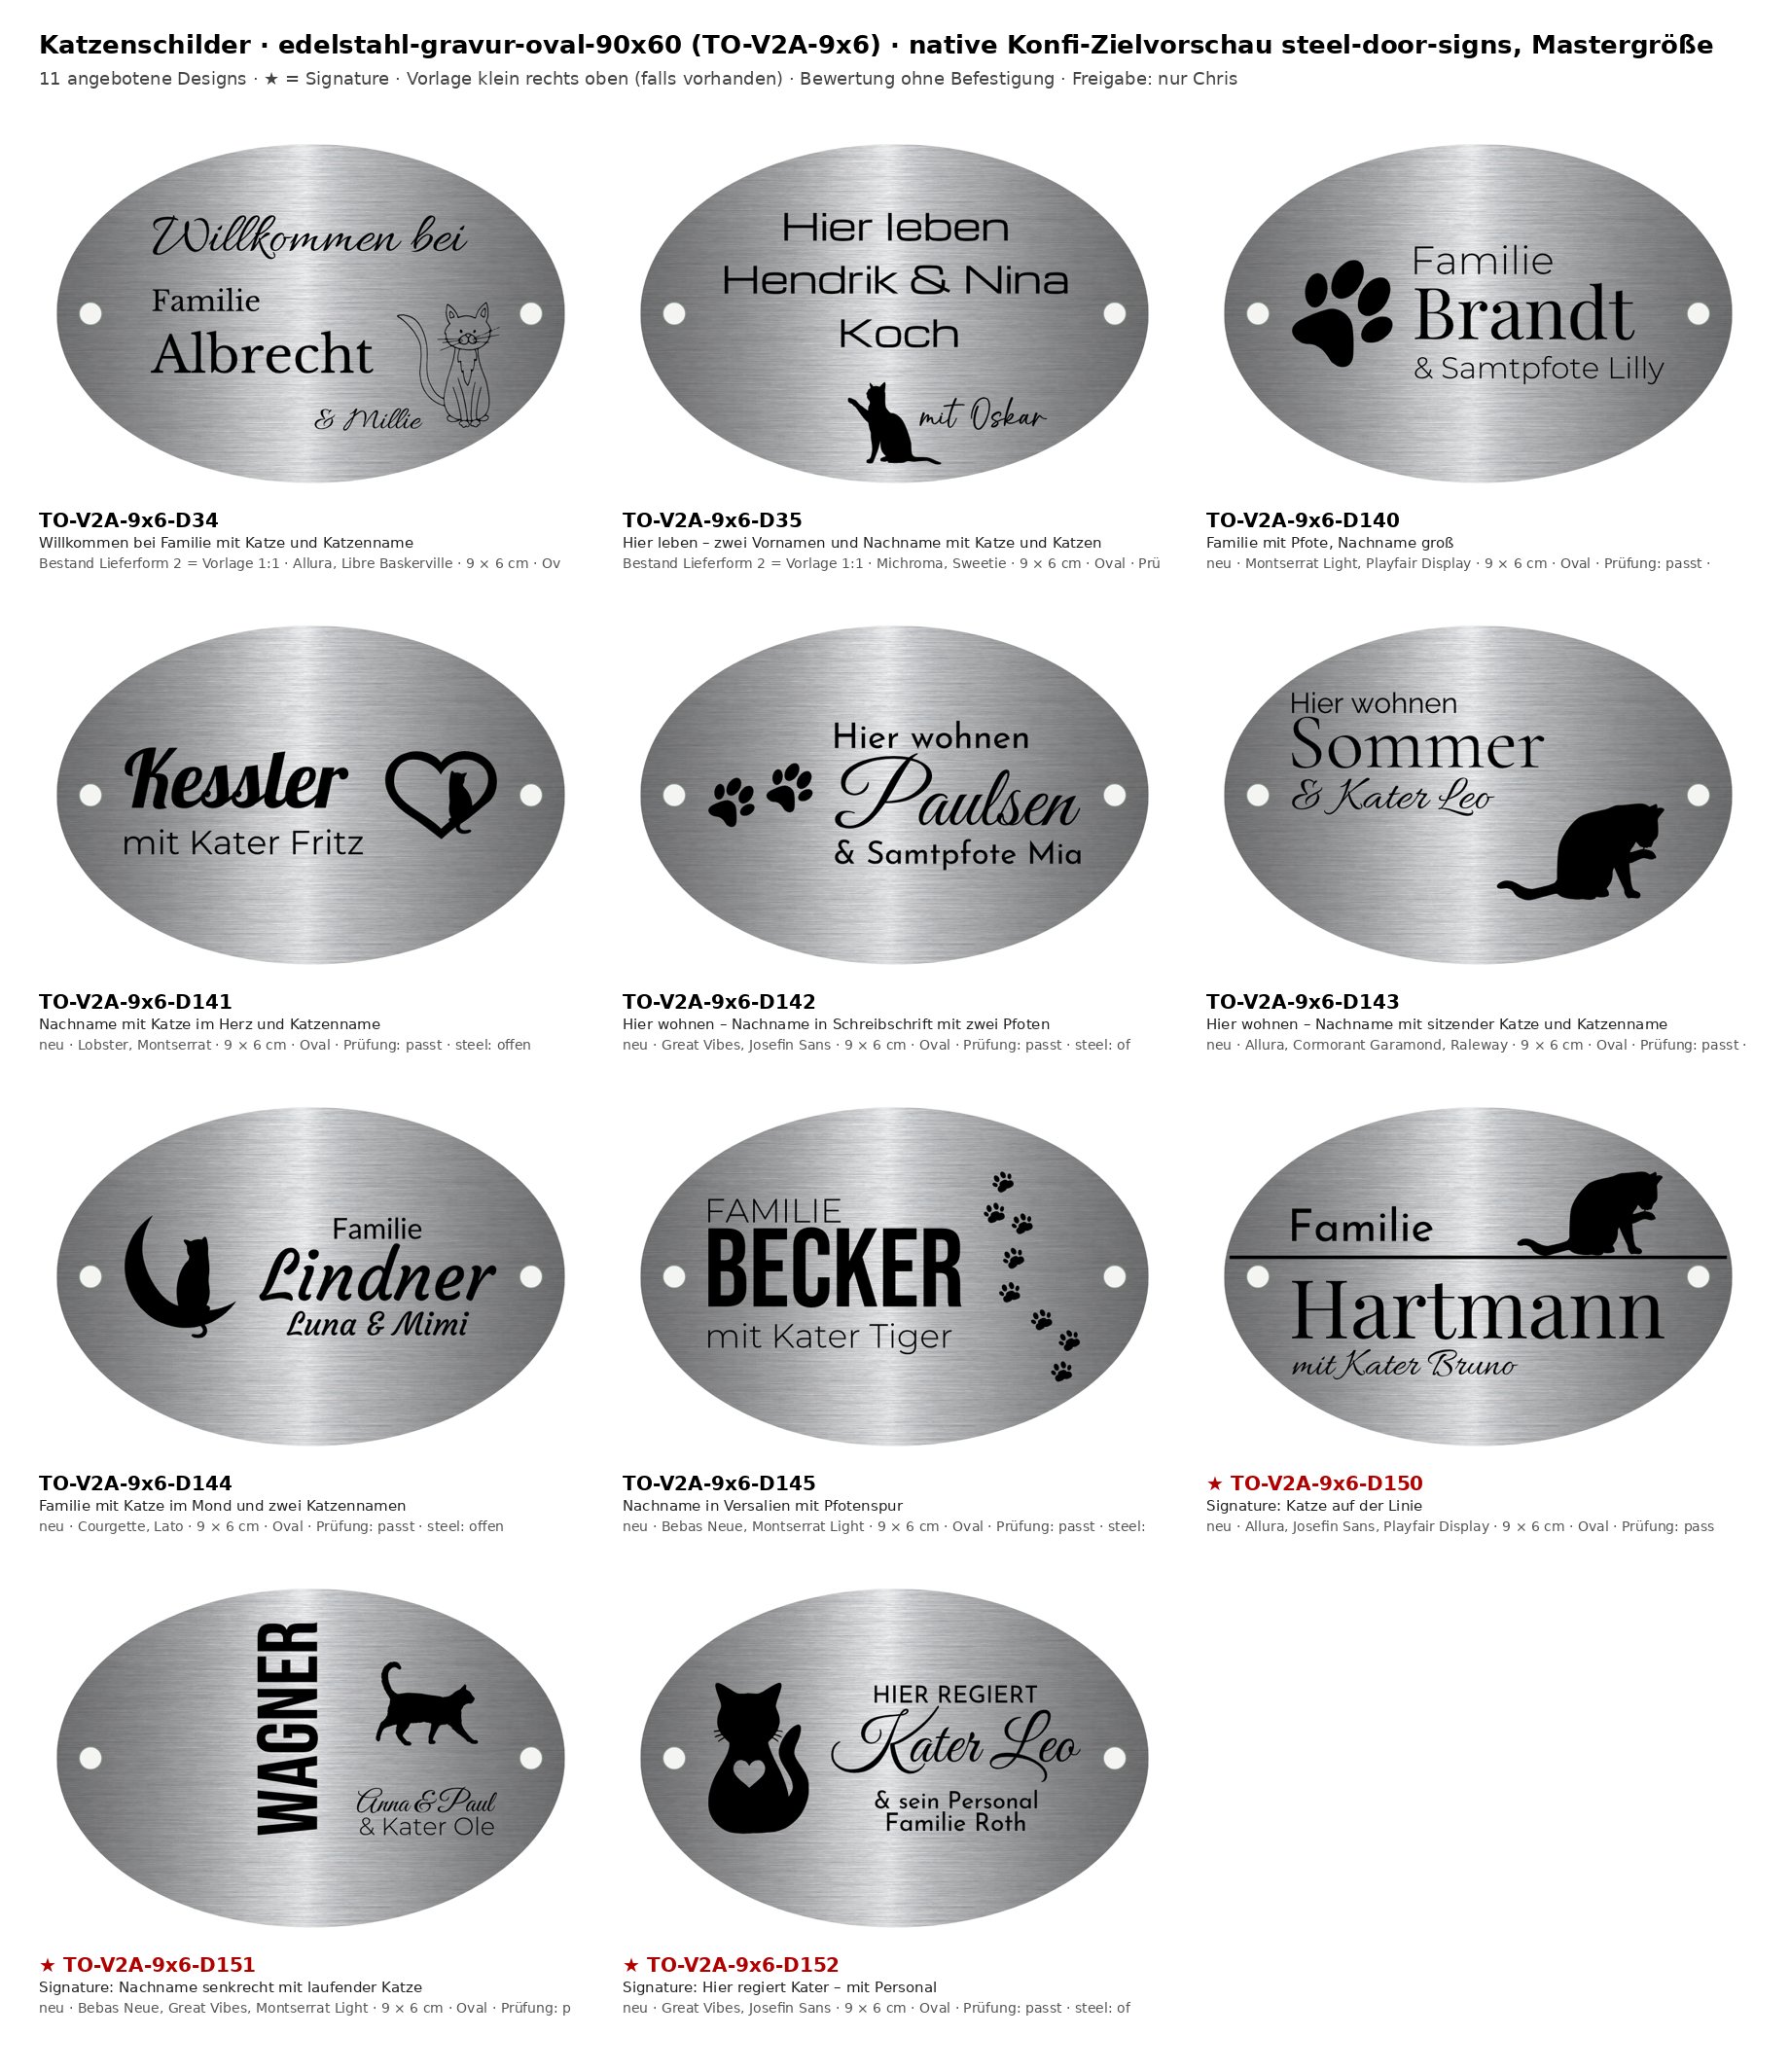 Katzenschilder · edelstahl-gravur-oval-90x60 (TO-V2A-9x6) · native Konfi-Zielvorschau steel-door-signs, Mastergröße
11 angebotene Designs · ★ = Signature · Vorlage klein rechts oben (falls vorhanden) · Bewertung ohne Befestigung · Freigabe: nur Chris
Willkommen bei
Familie
Albrecht
& Millie
TO-V2A-9x6-D34
Willkommen bei Familie mit Katze und Katzenname
Bestand Lieferform 2 = Vorlage 1:1 · Allura, Libre Baskerville · 9 × 6 cm · Ov
Hier leben
Hendrik & Nina
Koch
mit Oskar
TO-V2A-9x6-D35
Hier leben – zwei Vornamen und Nachname mit Katze und Katzen
Bestand Lieferform 2 = Vorlage 1:1 · Michroma, Sweetie · 9 × 6 cm · Oval · Prü
Familie
Brandt
& Samtpfote Lilly
TO-V2A-9x6-D140
Familie mit Pfote, Nachname groß
neu · Montserrat Light, Playfair Display · 9 × 6 cm · Oval · Prüfung: passt ·
Kessler
mit Kater Fritz
TO-V2A-9x6-D141
Nachname mit Katze im Herz und Katzenname
neu · Lobster, Montserrat · 9 × 6 cm · Oval · Prüfung: passt · steel: offen
Hier wohnen
Paulsen
& Samtpfote Mia
TO-V2A-9x6-D142
Hier wohnen – Nachname in Schreibschrift mit zwei Pfoten
neu · Great Vibes, Josefin Sans · 9 × 6 cm · Oval · Prüfung: passt · steel: of
Hier wohnen
Sommer
& Kater Leo
TO-V2A-9x6-D143
Hier wohnen – Nachname mit sitzender Katze und Katzenname
neu · Allura, Cormorant Garamond, Raleway · 9 × 6 cm · Oval · Prüfung: passt ·
Familie
Lindner
Luna & Mimi
TO-V2A-9x6-D144
Familie mit Katze im Mond und zwei Katzennamen
neu · Courgette, Lato · 9 × 6 cm · Oval · Prüfung: passt · steel: offen
FAMILIE
BECKER
mit Kater Tiger
TO-V2A-9x6-D145
Nachname in Versalien mit Pfotenspur
neu · Bebas Neue, Montserrat Light · 9 × 6 cm · Oval · Prüfung: passt · steel:
Familie
Hartmann
mit Kater Bruno
★ TO-V2A-9x6-D150
Signature: Katze auf der Linie
neu · Allura, Josefin Sans, Playfair Display · 9 × 6 cm · Oval · Prüfung: pass
WAGNER
Anna & Paul
& Kater Ole
★ TO-V2A-9x6-D151
Signature: Nachname senkrecht mit laufender Katze
neu · Bebas Neue, Great Vibes, Montserrat Light · 9 × 6 cm · Oval · Prüfung: p
HIER REGIERT
Kater Leo
& sein Personal
Familie Roth
★ TO-V2A-9x6-D152
Signature: Hier regiert Kater – mit Personal
neu · Great Vibes, Josefin Sans · 9 × 6 cm · Oval · Prüfung: passt · steel: of